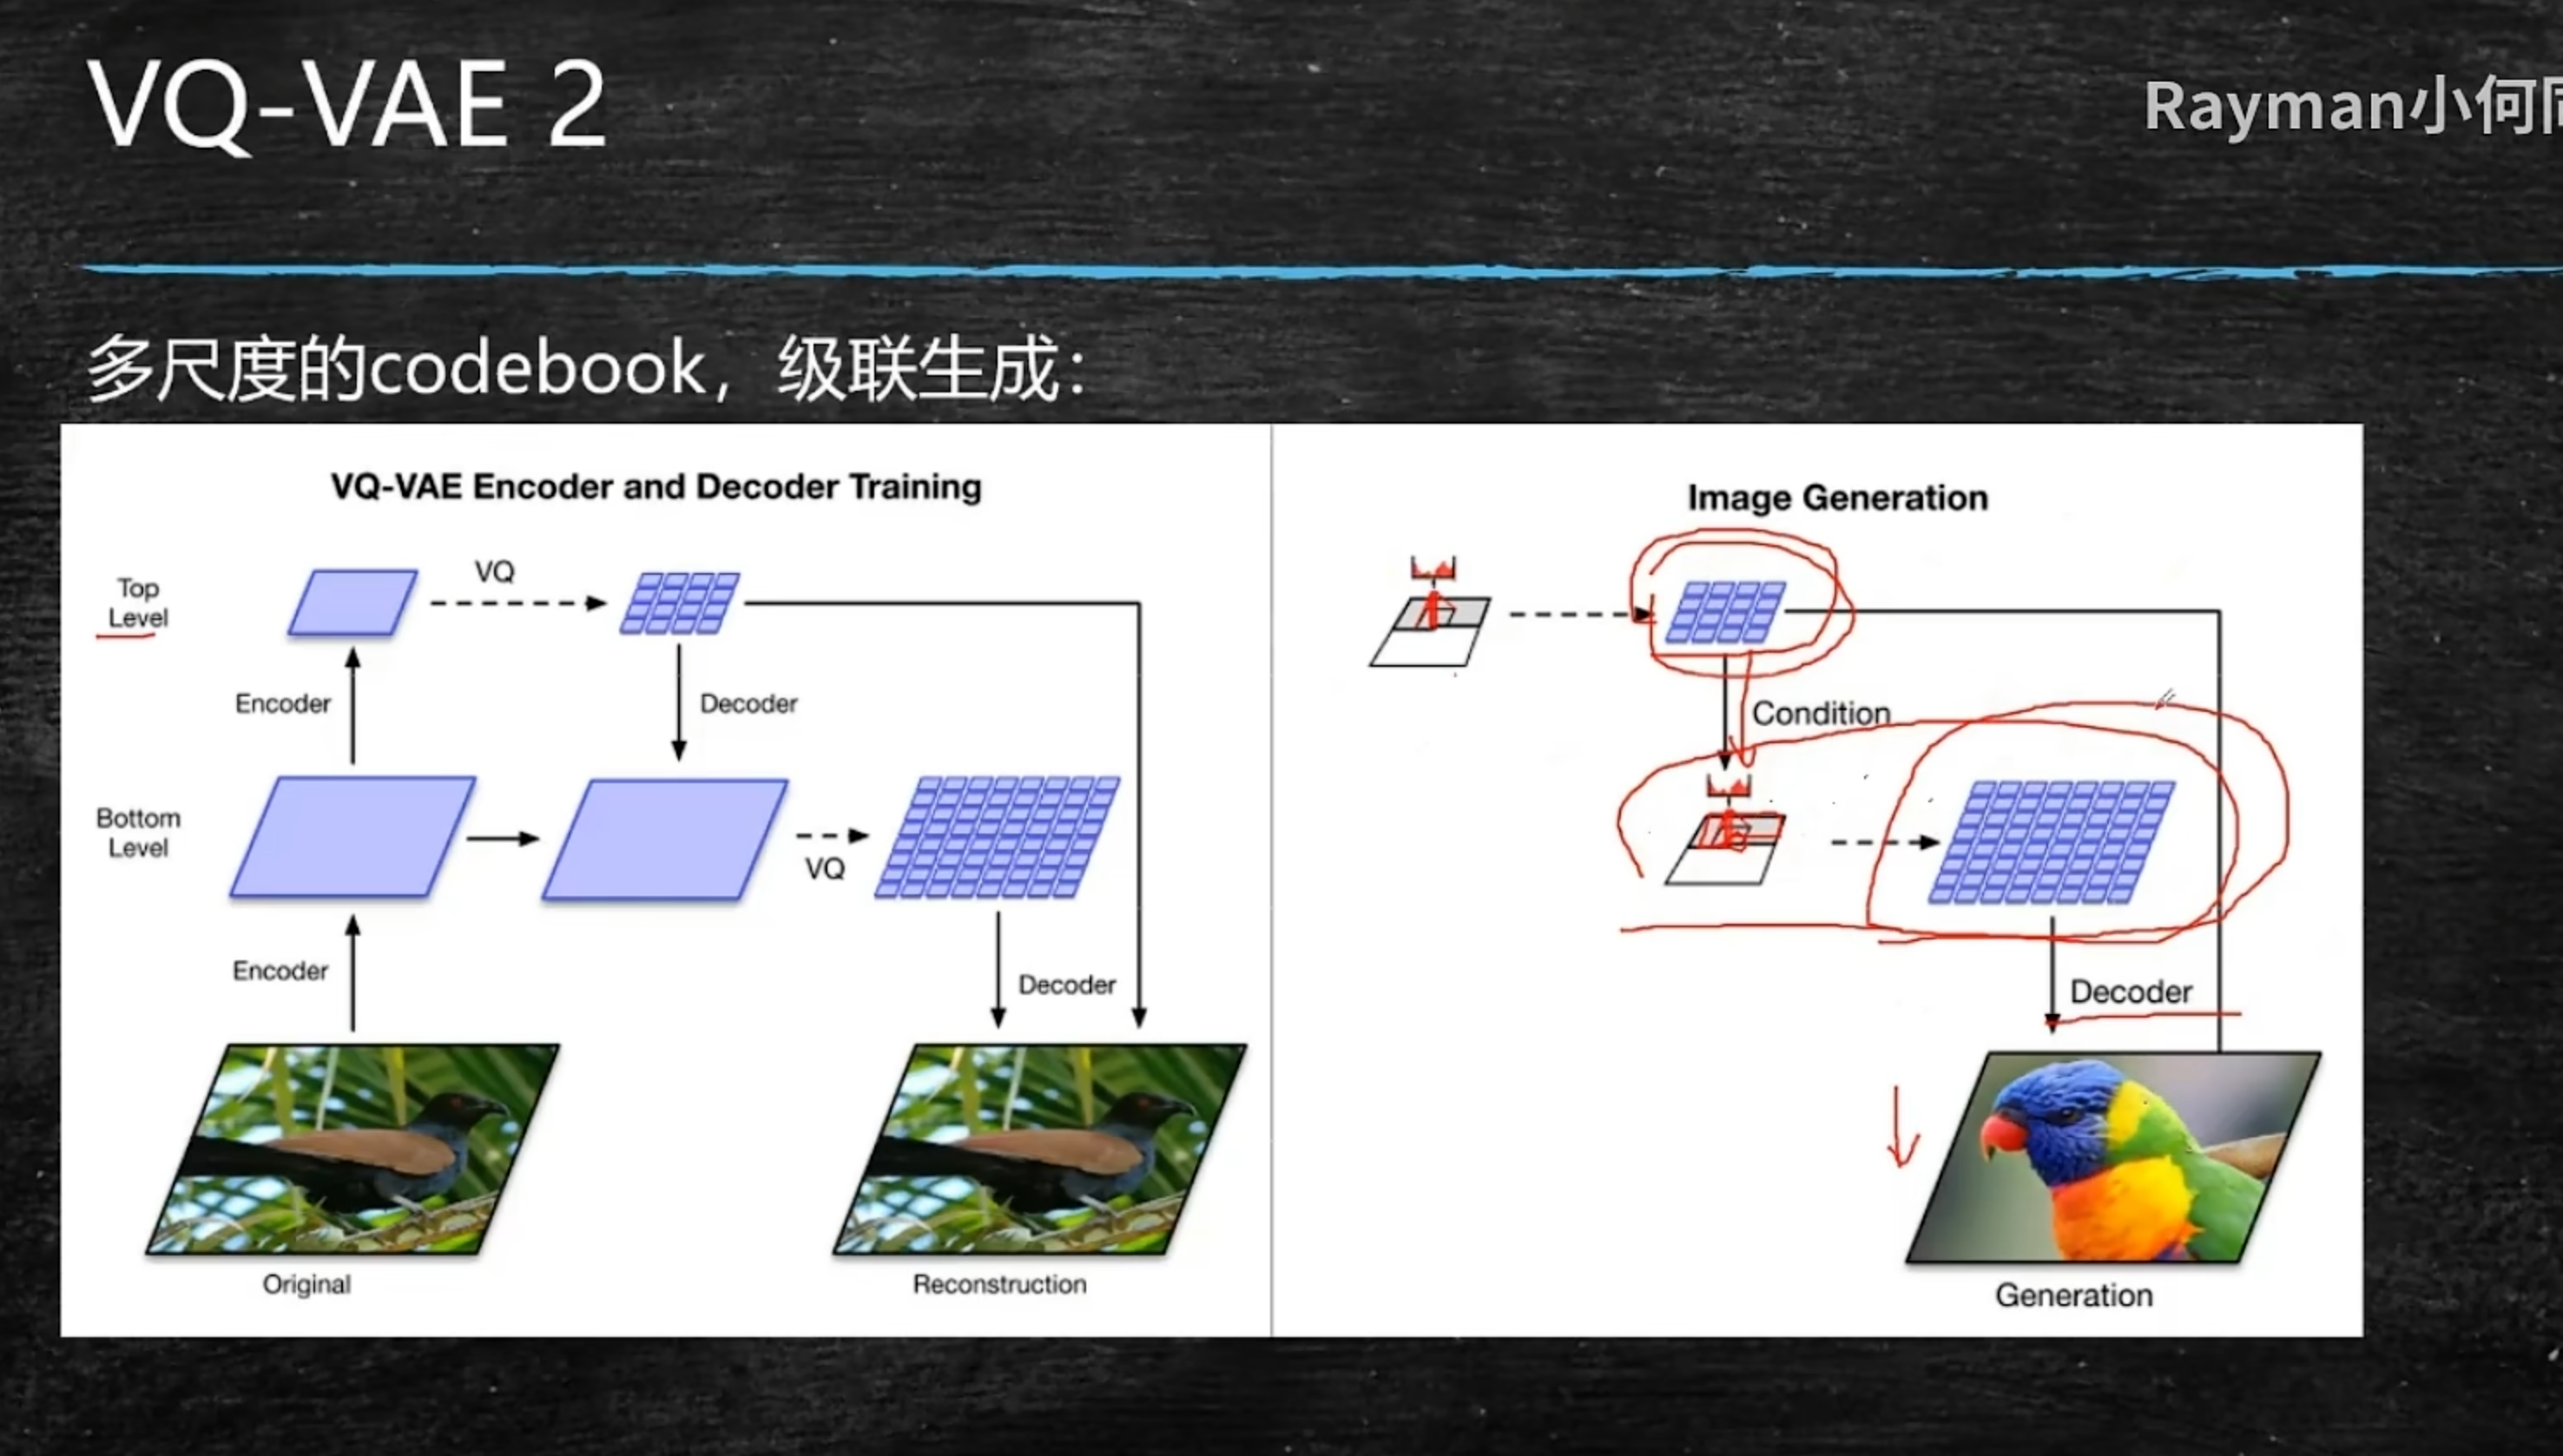 VQ-VAE 2
Rayman小何同
多尺度的codebook，级联生成：
VQ-VAE Encoder and Decoder Training
Top
Level
VQ
Encoder
Decoder
Bottom
Level
VQ
Encoder
Decoder
Original
Reconstruction
Image Generation
Condition
Decoder
Generation